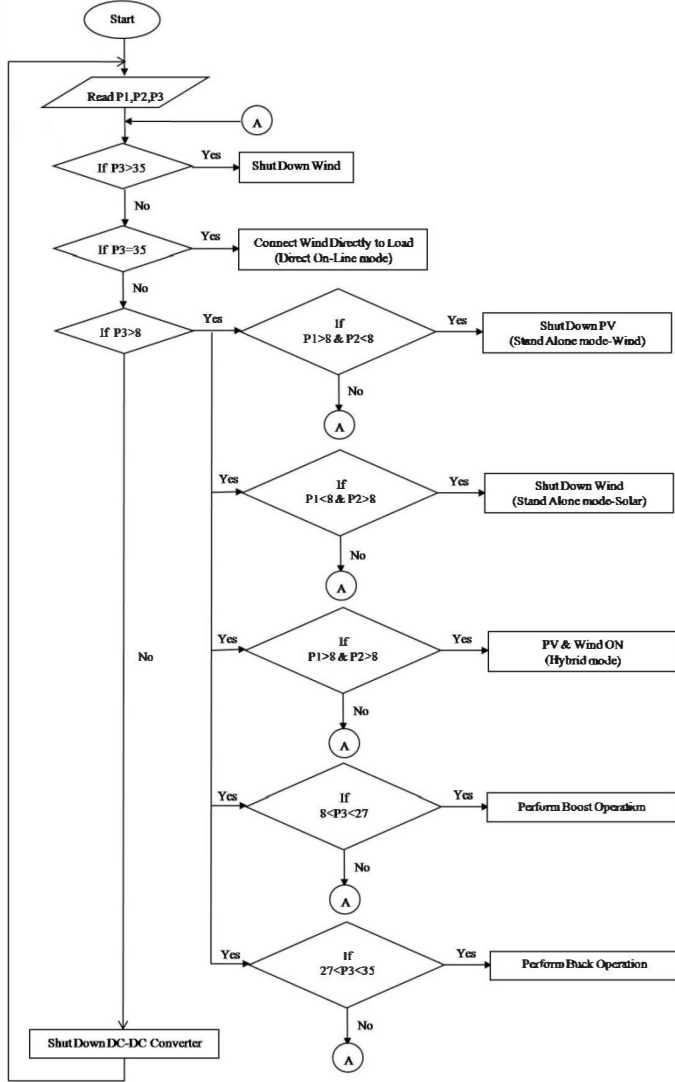 Start
Read P1,P2,P3
A
If P3>35
Yes
Shut Down Wind
No
If P3=35
Yes
Connect Wind Directly to Load
(Direct On-Line mode)
No
If P3>8
Yes
If
P1>8 & P2<8
Yes
Shut Down PV
(Stand Alone mode-Wind)
No
A
Yes
If
P1<8 & P2>8
Yes
Shut Down Wind
(Stand Alone mode-Solar)
No
A
Yes
If
P1>8 & P2>8
Yes
PV & Wind ON
(Hybrid mode)
No
No
A
Yes
If
8<P3<27
Yes
Perform Boost Operation
No
A
Yes
If
27<P3<35
Yes
Perform Buck Operation
No
Shut Down DC-DC Converter
A